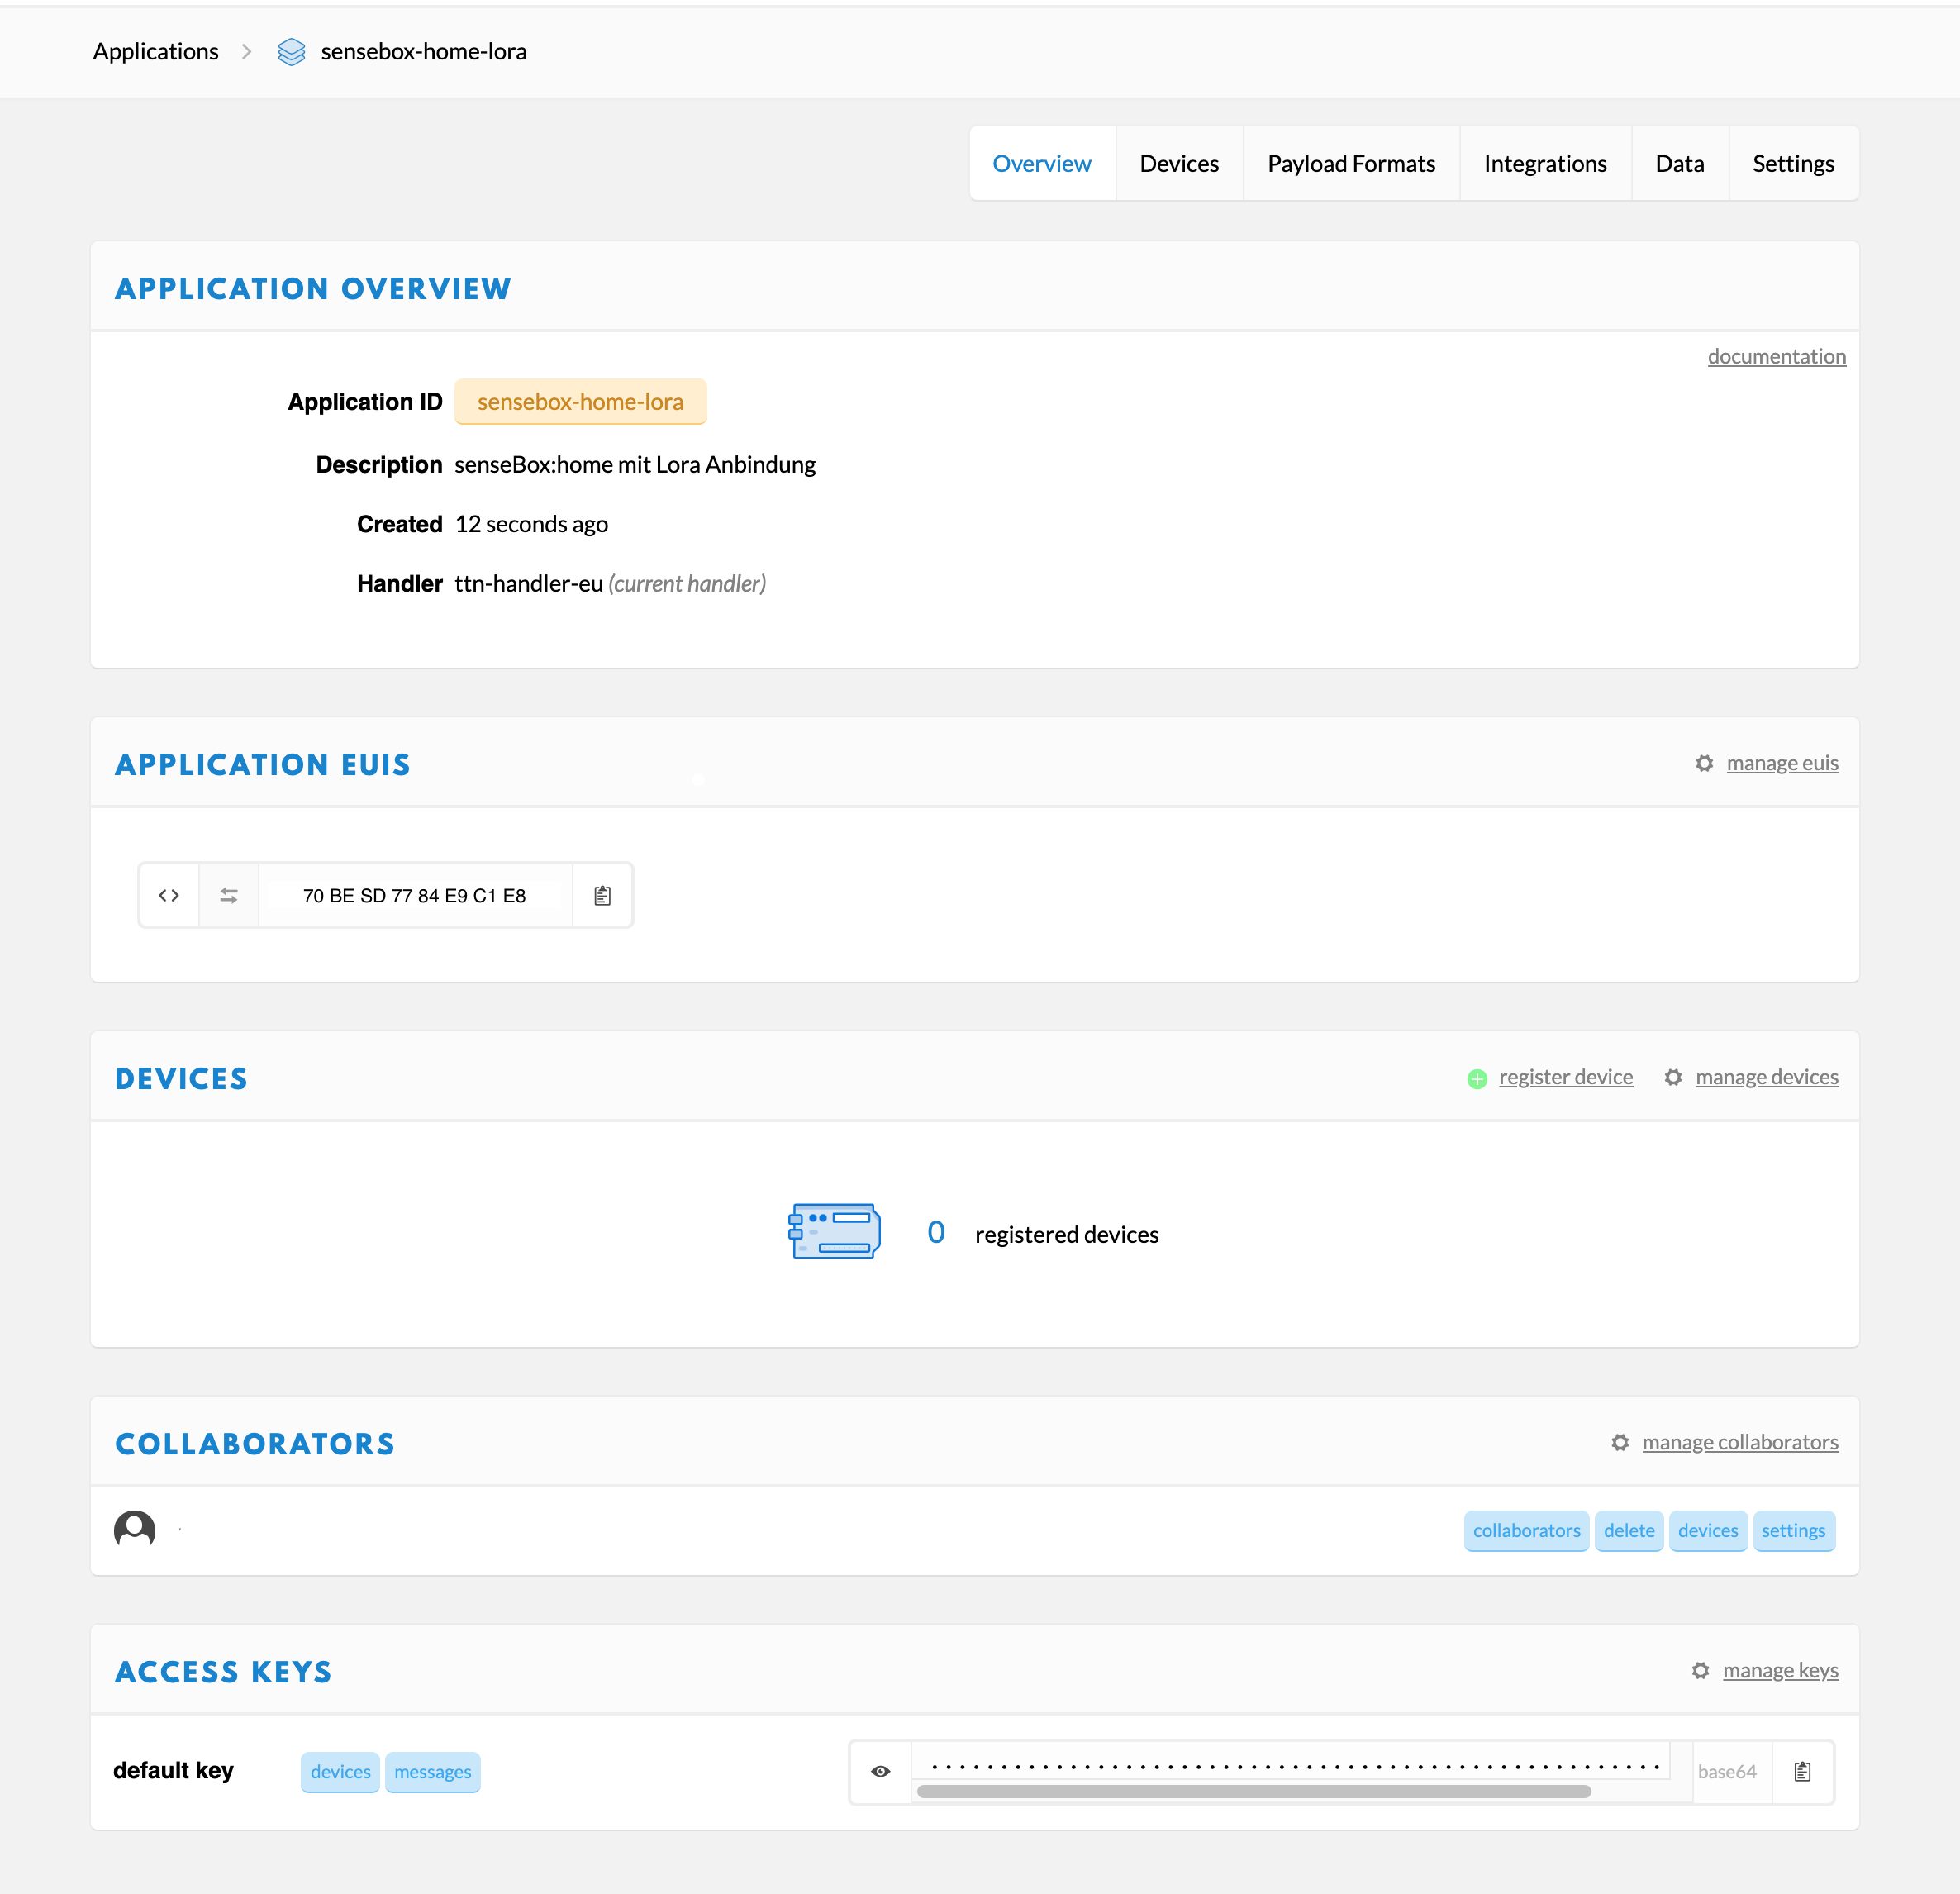 Applications > sensebox-home-lora
Overview Devices Payload Formats Integrations Data Settings
APPLICATION OVERVIEW
documentation
Application ID sensebox-home-lora
Description senseBox:home mit Lora Anbindung
Created 12 seconds ago
Handler ttn-handler-eu (current handler)
APPLICATION EUIS manage euis
<> 70 BE SD 77 84 E9 C1 E8
DEVICES register device manage devices
0 registered devices
COLLABORATORS manage collaborators
collaborators delete devices settings
ACCESS KEYS manage keys
default key devices messages base64